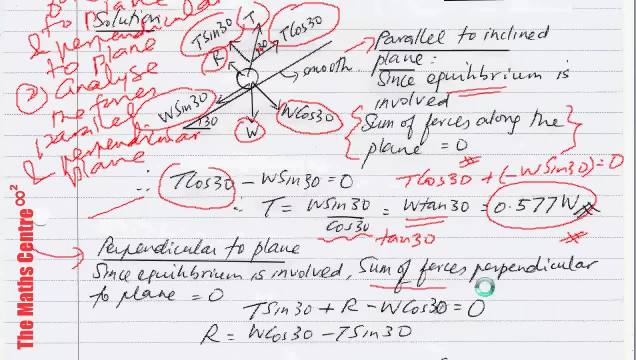 to plane
Solution
& perpendicular
to plane
② Analyse
the forces
parallel
& perpendicular
plane
TSin30
T
TCos30
30
R
smooth
WSin30
30
WCos30
W
Parallel to inclined
plane:
Since equilibrium is
involved
Sum of forces along the
plane = 0
TCos30 + (-WSin30) = 0
∴ TCos30 - WSin30 = 0
∴ T = WSin30 / Cos30 = Wtan30 = 0.577W
tan30
Perpendicular to plane
Since equilibrium is involved, Sum of forces perpendicular
to plane = 0
TSin30 + R - WCos30 = 0
R = WCos30 - TSin30
The Maths Centre ∞²